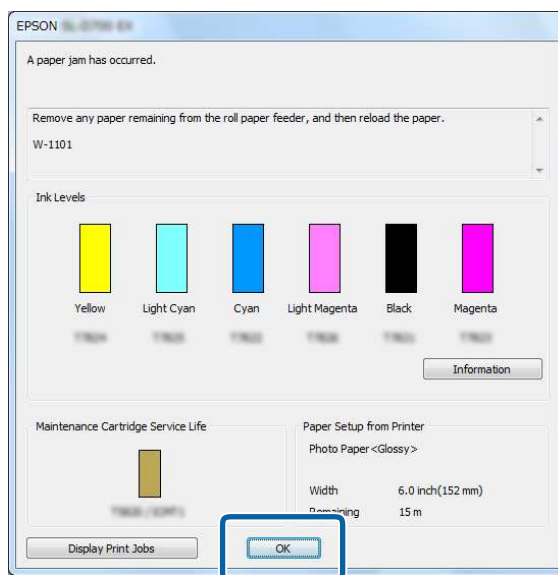 EPSON
A paper jam has occurred.
Remove any paper remaining from the roll paper feeder, and then reload the paper.
W-1101
Ink Levels
Yellow Light Cyan Cyan Light Magenta Black Magenta
Information
Maintenance Cartridge Service Life
Paper Setup from Printer
Photo Paper<Glossy>
Width 6.0 inch(152 mm)
Remaining 15 m
Display Print Jobs
OK